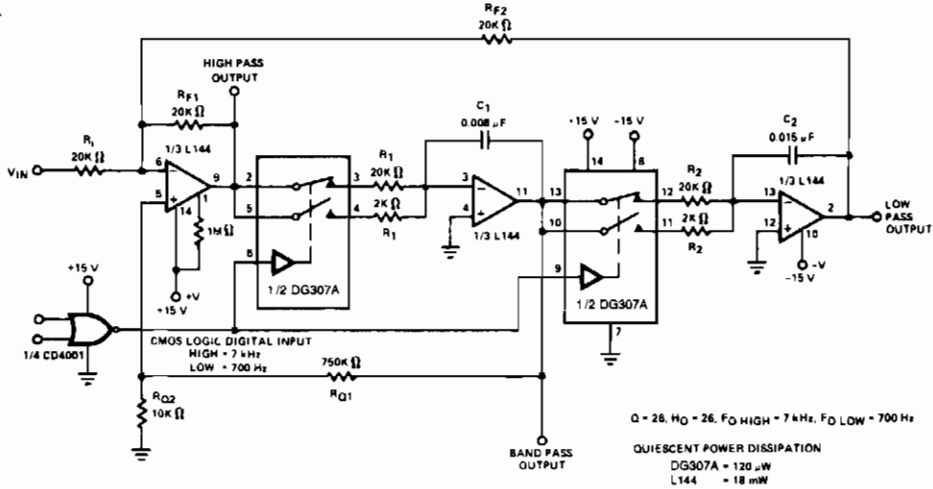 RF2
20K Ω
HIGH PASS
OUTPUT
RF1
20K Ω
C1
0.008 μF
+15 V
-15 V
C2
0.015 μF
14
8
RI
20K Ω
1/3 L144
R1
20K Ω
R2
20K Ω
1/3 L144
VIN
6
9
2
3
3
11
13
12
13
5
1
14
5
4
2K Ω
R1
4
1/3 L144
10
11
2K Ω
R2
12
2
10
LOW
PASS
OUTPUT
1MΩ
-V
-15 V
6
9
+V
+15 V
1/2 DG307A
1/2 DG307A
+15 V
7
1/4 CD4001
CMOS LOGIC DIGITAL INPUT
HIGH = 7 kHz
LOW = 700 Hz
750K Ω
RQ1
RQ2
10K Ω
BAND PASS
OUTPUT
Q = 26, HO = 26, FO HIGH = 7 kHz, FO LOW = 700 Hz
QUIESCENT POWER DISSIPATION
DG307A = 120 μW
L144 = 18 mW